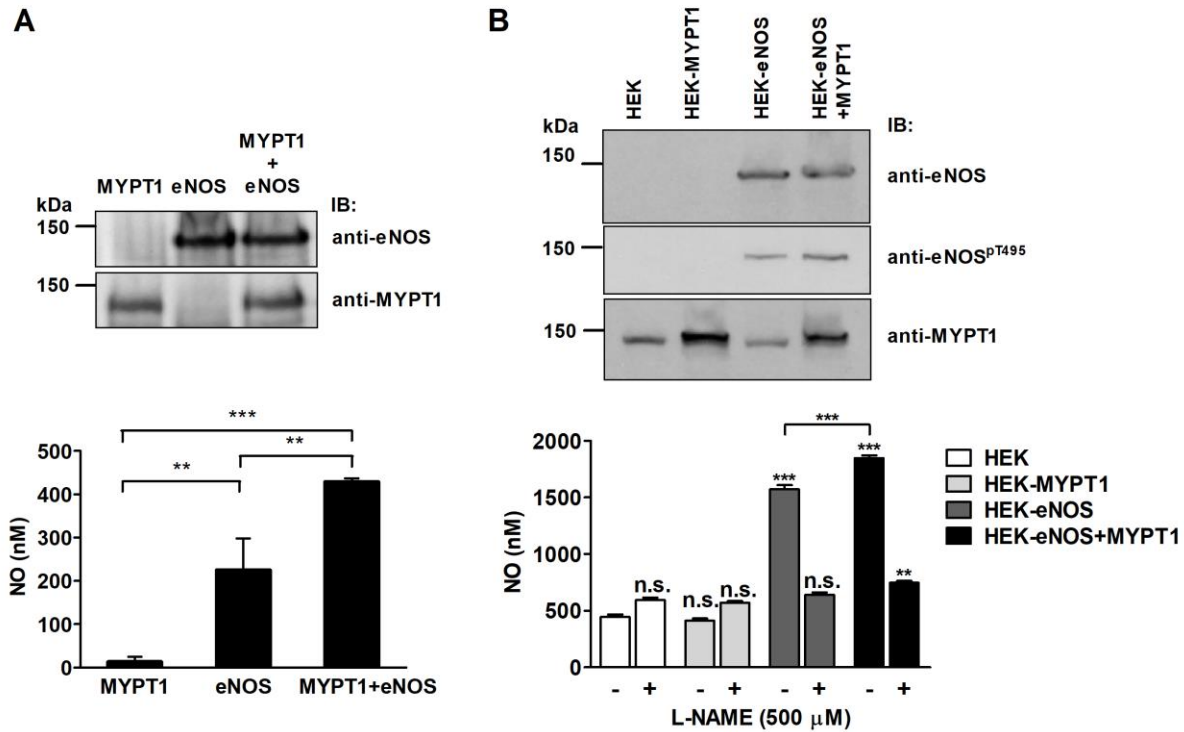 A
MYPT1 eNOS MYPT1 + eNOS
kDa
IB:
150
anti-eNOS
150
anti-MYPT1
***
**
**
NO (nM)
500
400
300
200
100
0
MYPT1 eNOS MYPT1+eNOS
B
HEK
HEK-MYPT1
HEK-eNOS
HEK-eNOS
+MYPT1
kDa
IB:
150
anti-eNOS
150
anti-eNOSpT495
150
anti-MYPT1
***
*** ***
n.s. n.s. n.s. n.s. **
NO (nM)
2000
1500
1000
500
0
- + - + - + - +
L-NAME (500 μM)
HEK
HEK-MYPT1
HEK-eNOS
HEK-eNOS+MYPT1